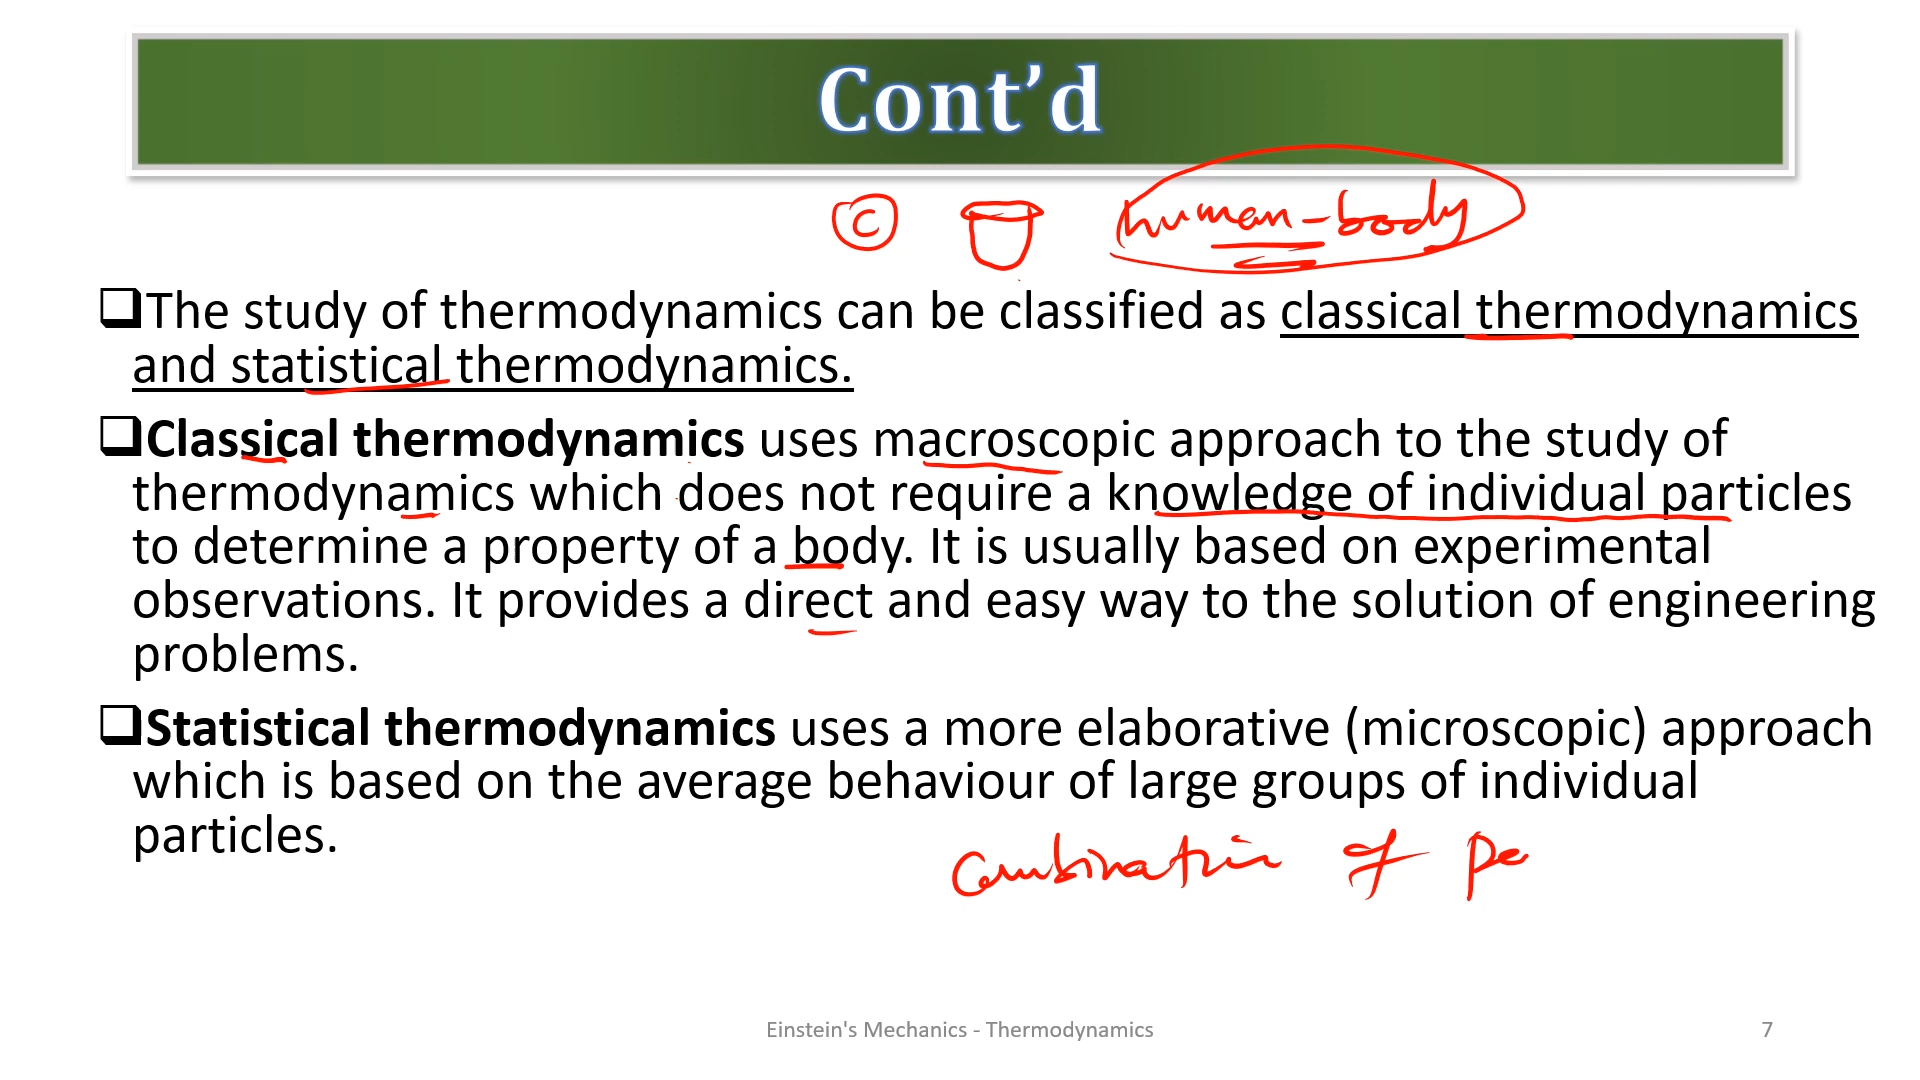 Cont’d
C human-body
❑The study of thermodynamics can be classified as classical thermodynamics
and statistical thermodynamics.
❑Classical thermodynamics uses macroscopic approach to the study of
thermodynamics which does not require a knowledge of individual particles
to determine a property of a body. It is usually based on experimental
observations. It provides a direct and easy way to the solution of engineering
problems.
❑Statistical thermodynamics uses a more elaborative (microscopic) approach
which is based on the average behaviour of large groups of individual
particles.
Combination of
Einstein's Mechanics - Thermodynamics 7